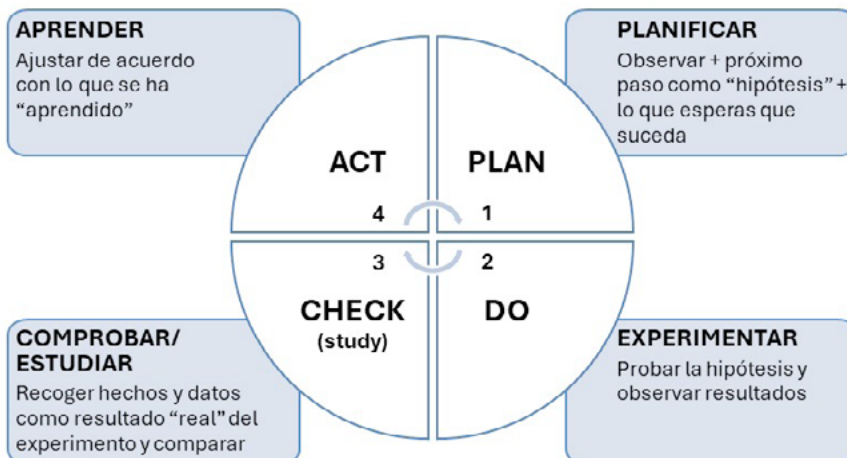 APRENDER
Ajustar de acuerdo
con lo que se ha
“aprendido”
PLANIFICAR
Observar + próximo
paso como “hipótesis” +
lo que esperas que
suceda
ACT
4
PLAN
1
3
CHECK
(study)
2
DO
COMPROBAR/
ESTUDIAR
Recoger hechos y datos
como resultado “real” del
experimento y comparar
EXPERIMENTAR
Probar la hipótesis y
observar resultados